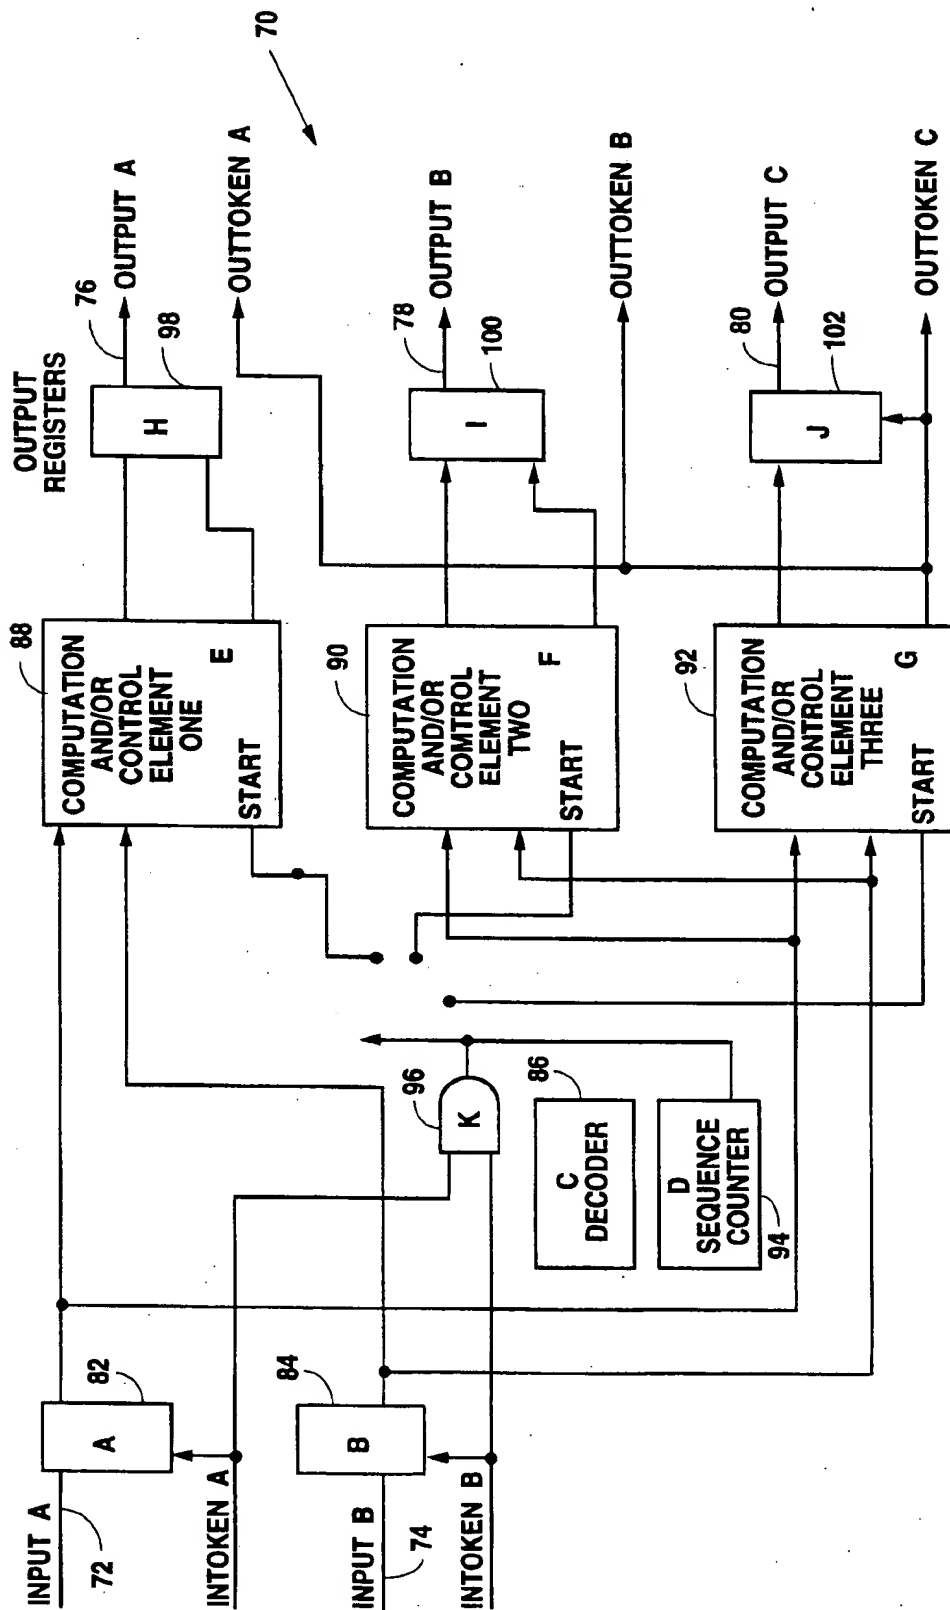 70
INPUT A
72
INTOKEN A
A
82
INPUT B
74
INTOKEN B
B
84
K
96
C
DECODER
86
D
SEQUENCE
COUNTER
94
COMPUTATION
AND/OR
CONTROL
ELEMENT
ONE
E
START
88
COMPUTATION
AND/OR
COMTROL
ELEMENT
TWO
F
START
90
COMPUTATION
AND/OR
CONTROL
ELEMENT
THREE
G
START
92
OUTPUT
REGISTERS
H
76
98
OUTPUT A
OUTTOKEN A
I
78
100
OUTPUT B
OUTTOKEN B
J
80
102
OUTPUT C
OUTTOKEN C